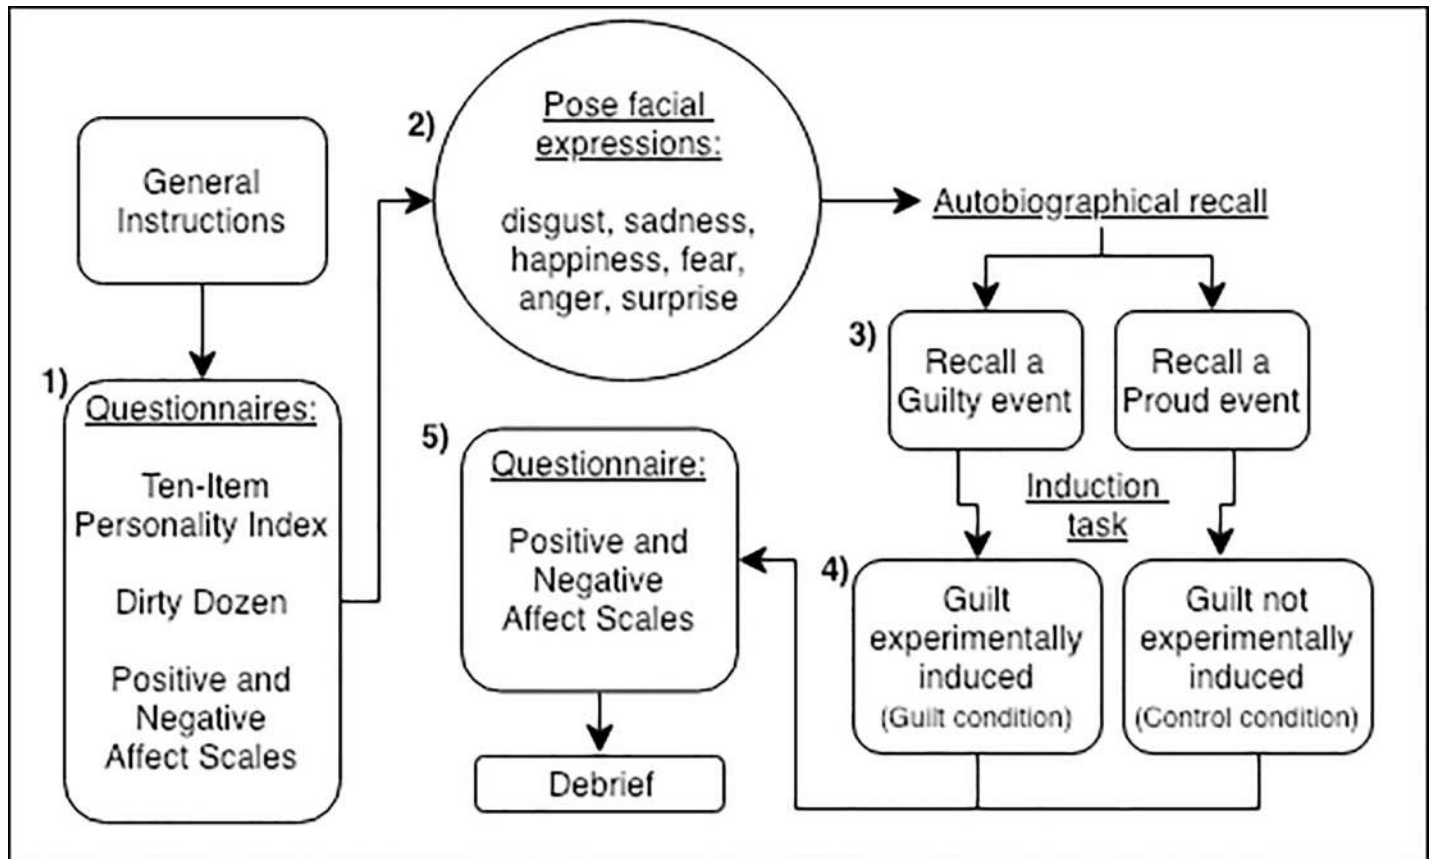 General
Instructions
1)
Questionnaires:
Ten-Item
Personality Index
Dirty Dozen
Positive and
Negative
Affect Scales
2)
Pose facial
expressions:
disgust, sadness,
happiness, fear,
anger, surprise
Autobiographical recall
3)
Recall a
Guilty event
Recall a
Proud event
Induction
task
4)
Guilt
experimentally
induced
(Guilt condition)
Guilt not
experimentally
induced
(Control condition)
5)
Questionnaire:
Positive and
Negative
Affect Scales
Debrief